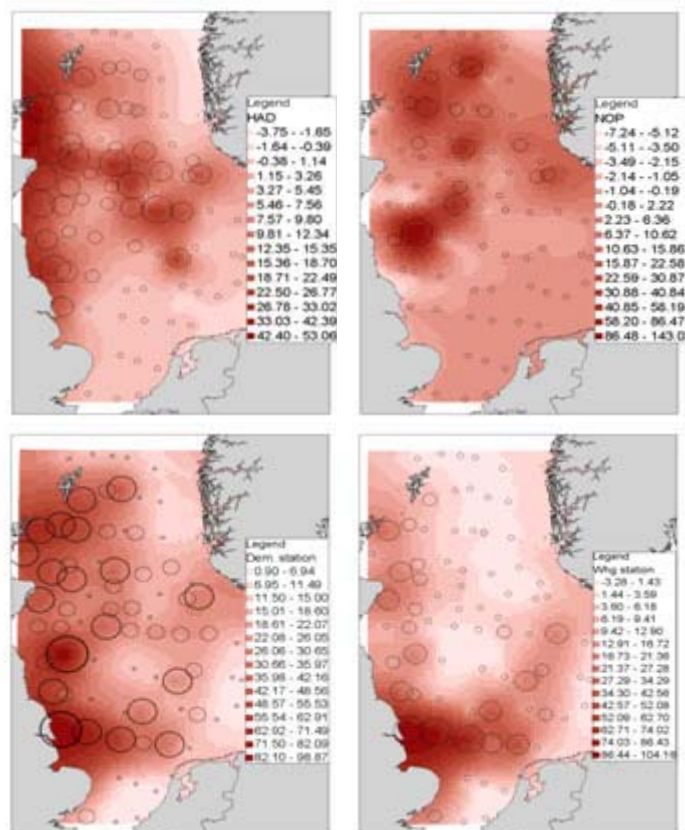 Legend
HAD
-3.75 - -1.65
-1.64 - -0.39
-0.38 - 1.14
1.15 - 3.26
3.27 - 5.45
5.46 - 7.56
7.57 - 9.80
9.81 - 12.34
12.35 - 15.35
15.36 - 18.70
18.71 - 22.49
22.50 - 26.77
26.78 - 33.02
33.03 - 42.39
42.40 - 53.06
Legend
NOP
-7.24 - -5.12
-5.11 - -3.50
-3.49 - -2.15
-2.14 - -1.05
-1.04 - -0.19
-0.18 - 2.22
2.23 - 6.36
6.37 - 10.62
10.63 - 15.86
15.87 - 22.58
22.59 - 30.87
30.88 - 40.84
40.85 - 58.19
58.20 - 86.47
86.48 - 143.0
Legend
Dem. station
0.90 - 6.94
6.95 - 11.49
11.50 - 15.00
15.01 - 18.60
18.61 - 22.07
22.08 - 26.05
26.06 - 30.65
30.66 - 35.97
35.98 - 42.16
42.17 - 48.56
48.57 - 55.53
55.54 - 62.91
62.92 - 71.49
71.50 - 82.09
82.10 - 98.87
Legend
Whg station
-3.28 - 1.43
1.44 - 3.59
3.60 - 6.18
6.19 - 9.41
9.42 - 12.90
12.91 - 16.72
16.73 - 21.36
21.37 - 27.28
27.29 - 34.29
34.30 - 42.56
42.57 - 52.08
52.09 - 62.70
62.71 - 74.02
74.03 - 86.43
86.44 - 104.18